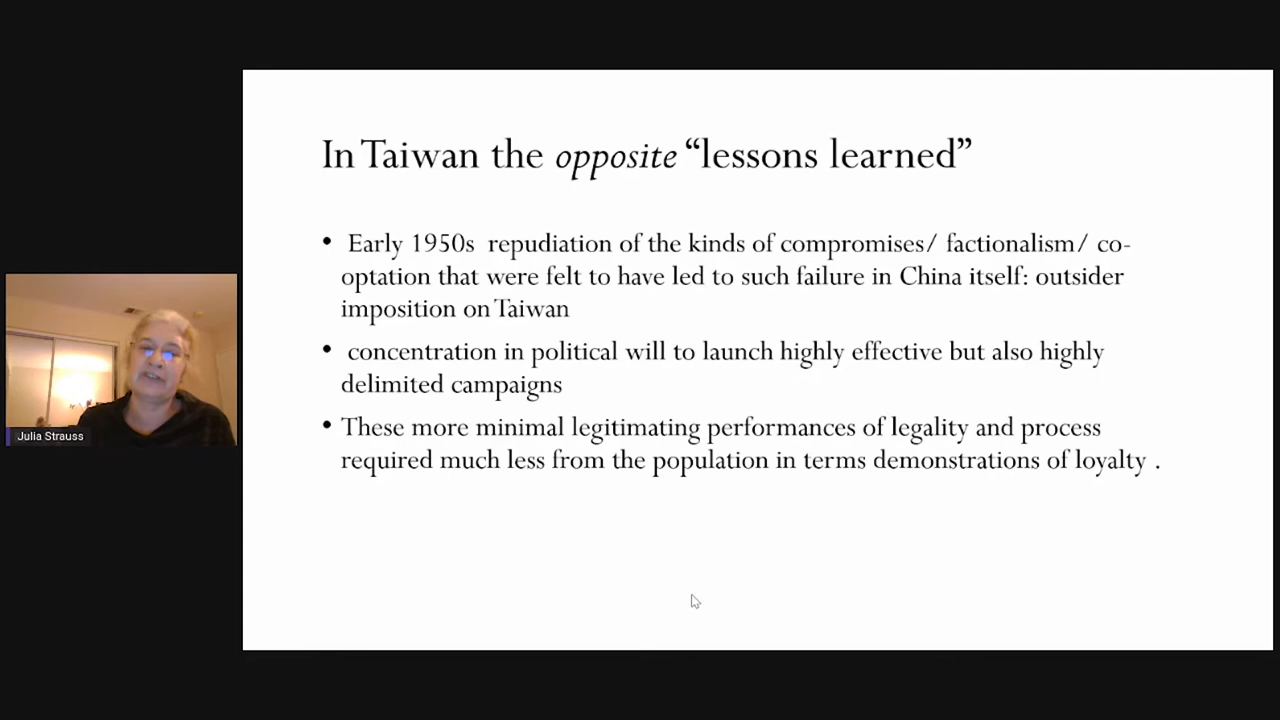 In Taiwan the opposite “lessons learned”
• Early 1950s repudiation of the kinds of compromises/ factionalism/ co-
optation that were felt to have led to such failure in China itself: outsider
imposition on Taiwan
• concentration in political will to launch highly effective but also highly
delimited campaigns
• These more minimal legitimating performances of legality and process
required much less from the population in terms demonstrations of loyalty .
Julia Strauss